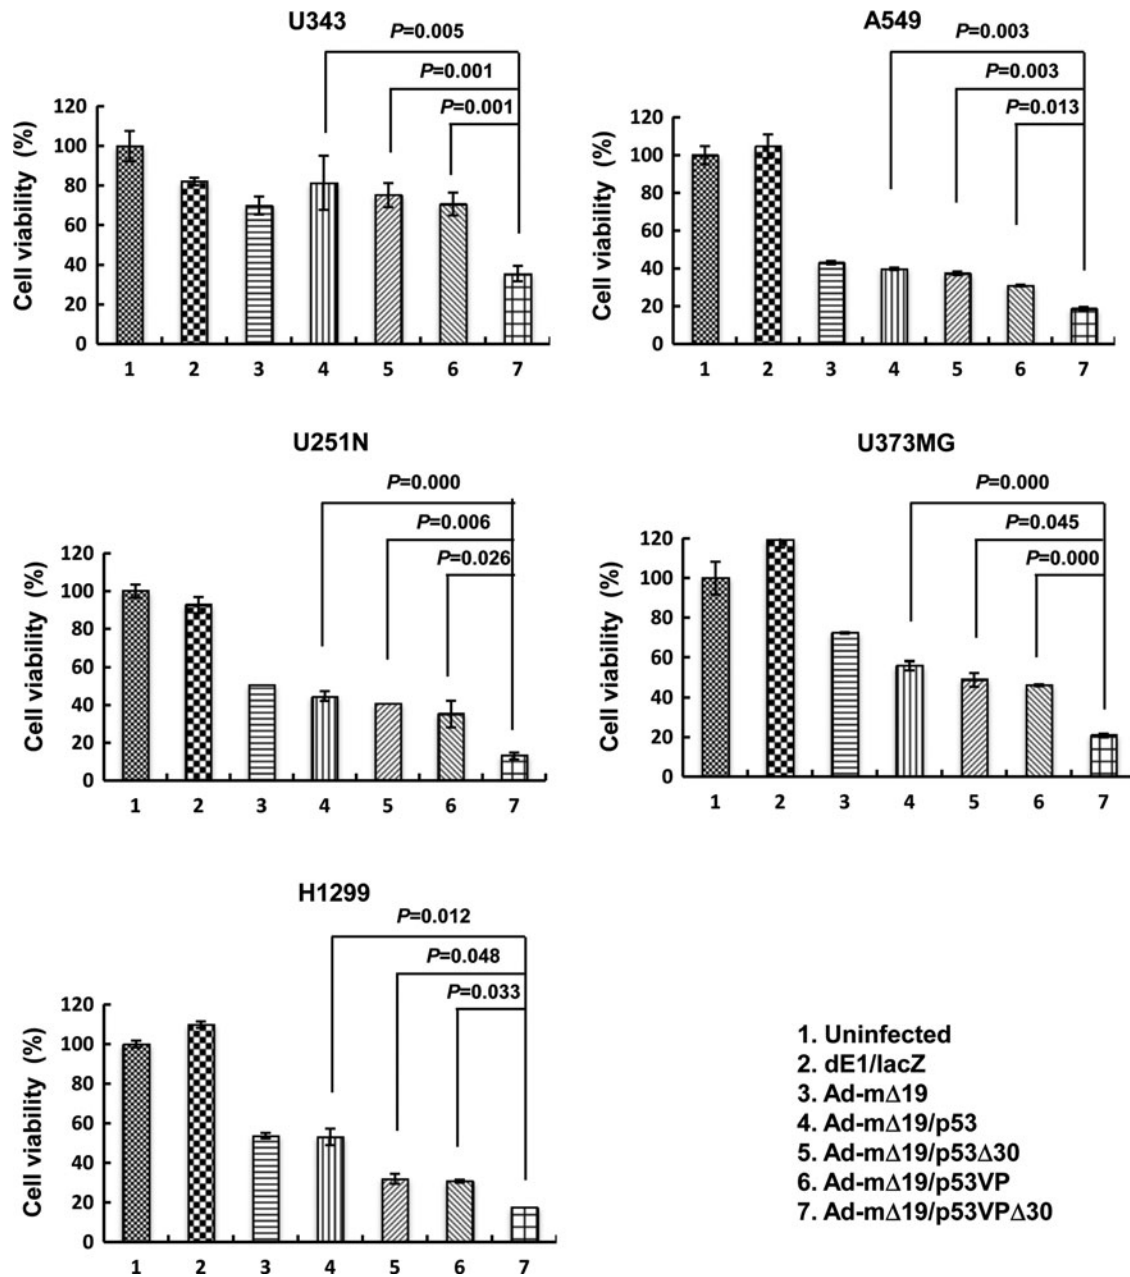 U343
P=0.005
P=0.001
P=0.001
Cell viability (%)
120
100
80
60
40
20
0
1 2 3 4 5 6 7
A549
P=0.003
P=0.003
P=0.013
Cell viability (%)
120
100
80
60
40
20
0
1 2 3 4 5 6 7
U251N
P=0.000
P=0.006
P=0.026
Cell viability (%)
120
100
80
60
40
20
0
1 2 3 4 5 6 7
U373MG
P=0.000
P=0.045
P=0.000
Cell viability (%)
120
100
80
60
40
20
0
1 2 3 4 5 6 7
H1299
P=0.012
P=0.048
P=0.033
Cell viability (%)
120
100
80
60
40
20
0
1 2 3 4 5 6 7
1. Uninfected
2. dE1/lacZ
3. Ad-mΔ19
4. Ad-mΔ19/p53
5. Ad-mΔ19/p53Δ30
6. Ad-mΔ19/p53VP
7. Ad-mΔ19/p53VPΔ30